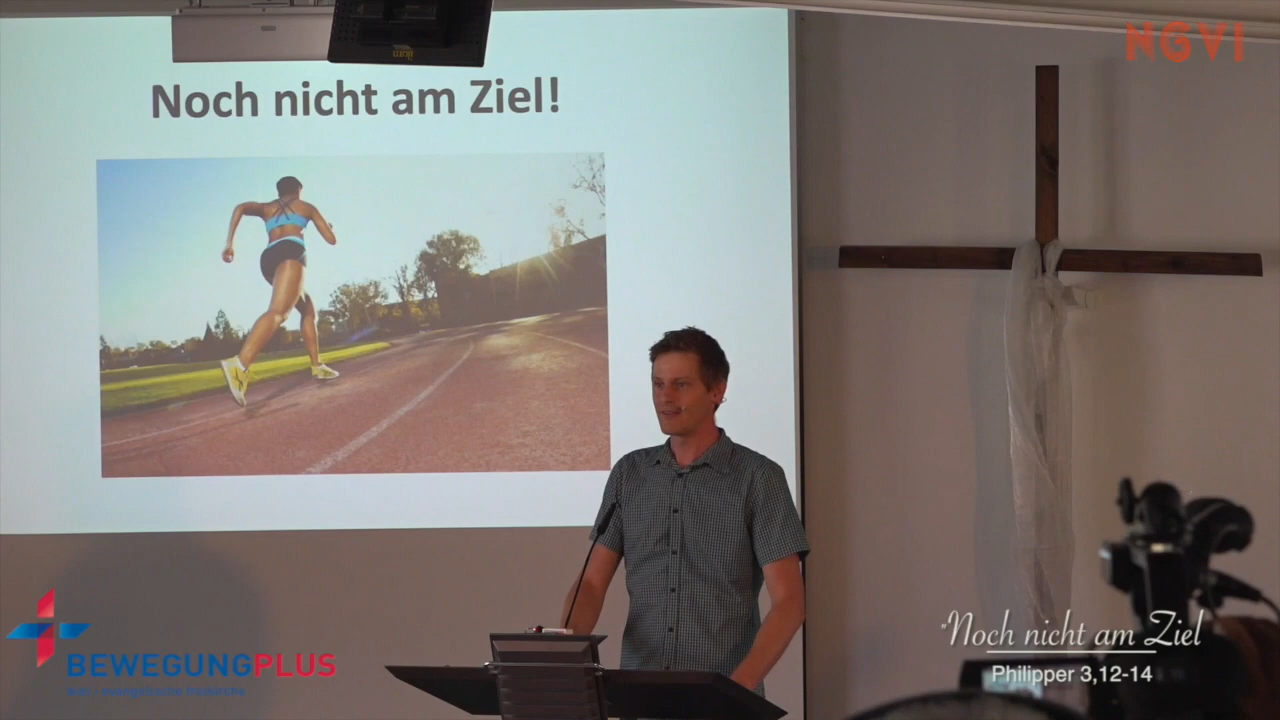 NGVI
Noch nicht am Ziel!
BEWEGUNGPLUS
"Noch nicht am Ziel
Philipper 3,12-14